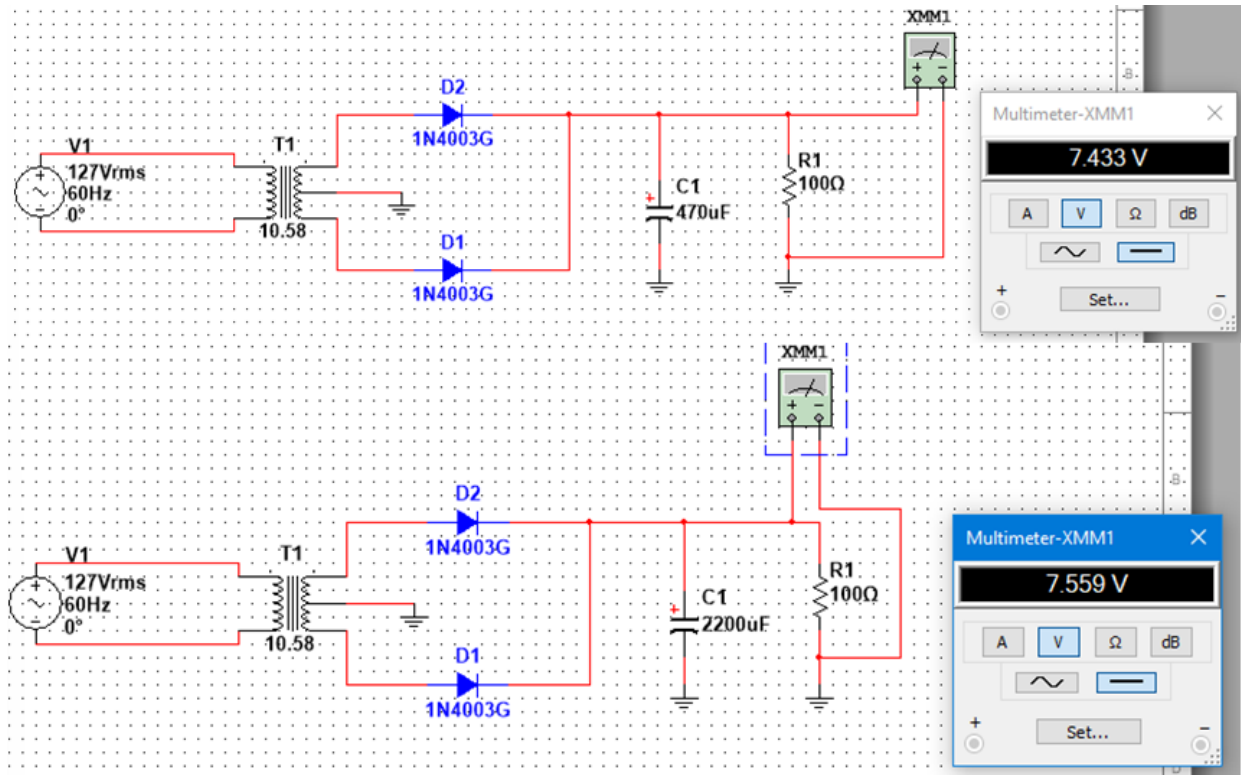 XMM1
B
D2
1N4003G
V1
127Vrms
60Hz
0°
T1
10.58
C1
470uF
R1
100Ω
D1
1N4003G
Multimeter-XMM1
7.433 V
A V Ω dB
+ −
Set...
XMM1
B
D2
1N4003G
V1
127Vrms
60Hz
0°
T1
10.58
C1
2200uF
R1
100Ω
D1
1N4003G
Multimeter-XMM1
7.559 V
A V Ω dB
+ −
Set...